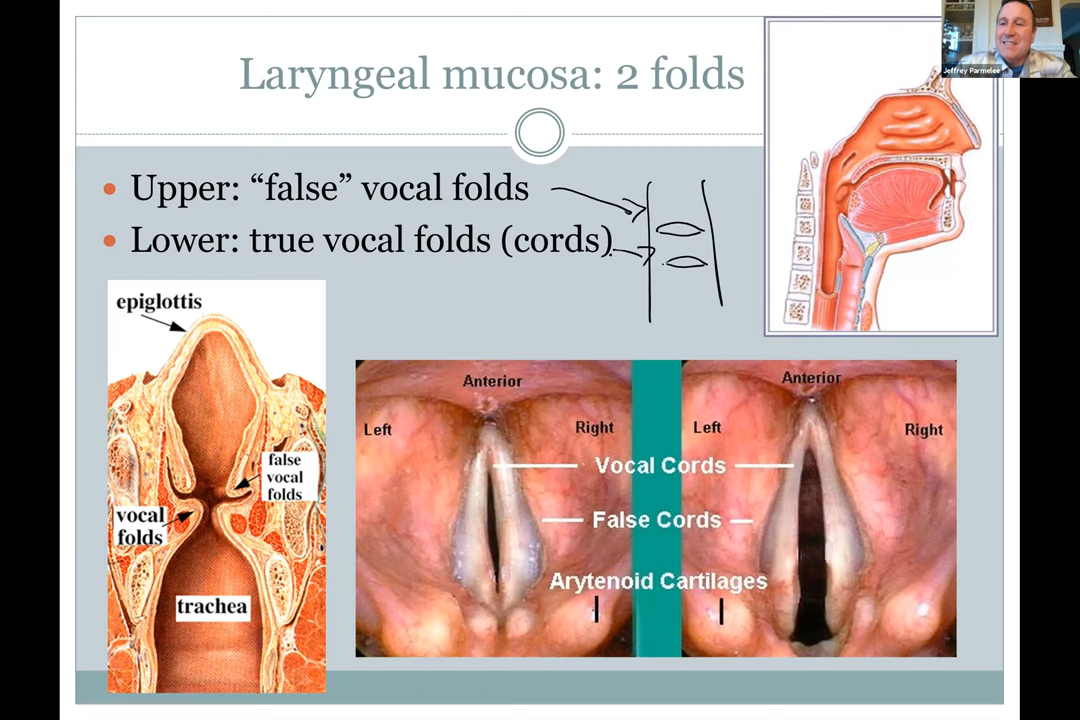 Jeffrey Parmelee
Laryngeal mucosa: 2 folds
Upper: “false” vocal folds
Lower: true vocal folds (cords)
epiglottis
false
vocal
folds
vocal
folds
trachea
Anterior
Left
Right
Anterior
Left
Right
Vocal Cords
False Cords
Arytenoid Cartilages